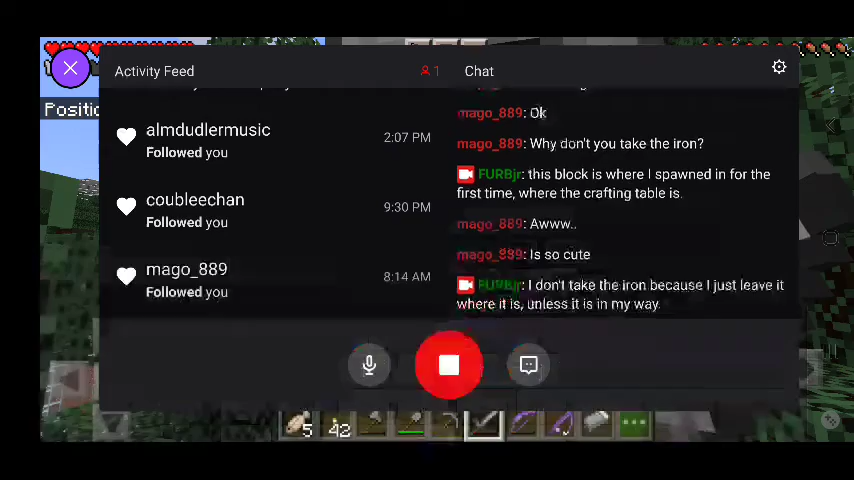 Activity Feed
1
Chat
Positio
almdudlermusic
Followed you
2:07 PM
coubleechan
Followed you
9:30 PM
mago_889
Followed you
8:14 AM
mago_889: Ok
mago_889: Why don't you take the iron?
FURBjr: this block is where I spawned in for the
first time, where the crafting table is.
mago_889: Awww..
mago_889: Is so cute
FURBjr: I don't take the iron because I just leave it
where it is, unless it is in my way.
5
42